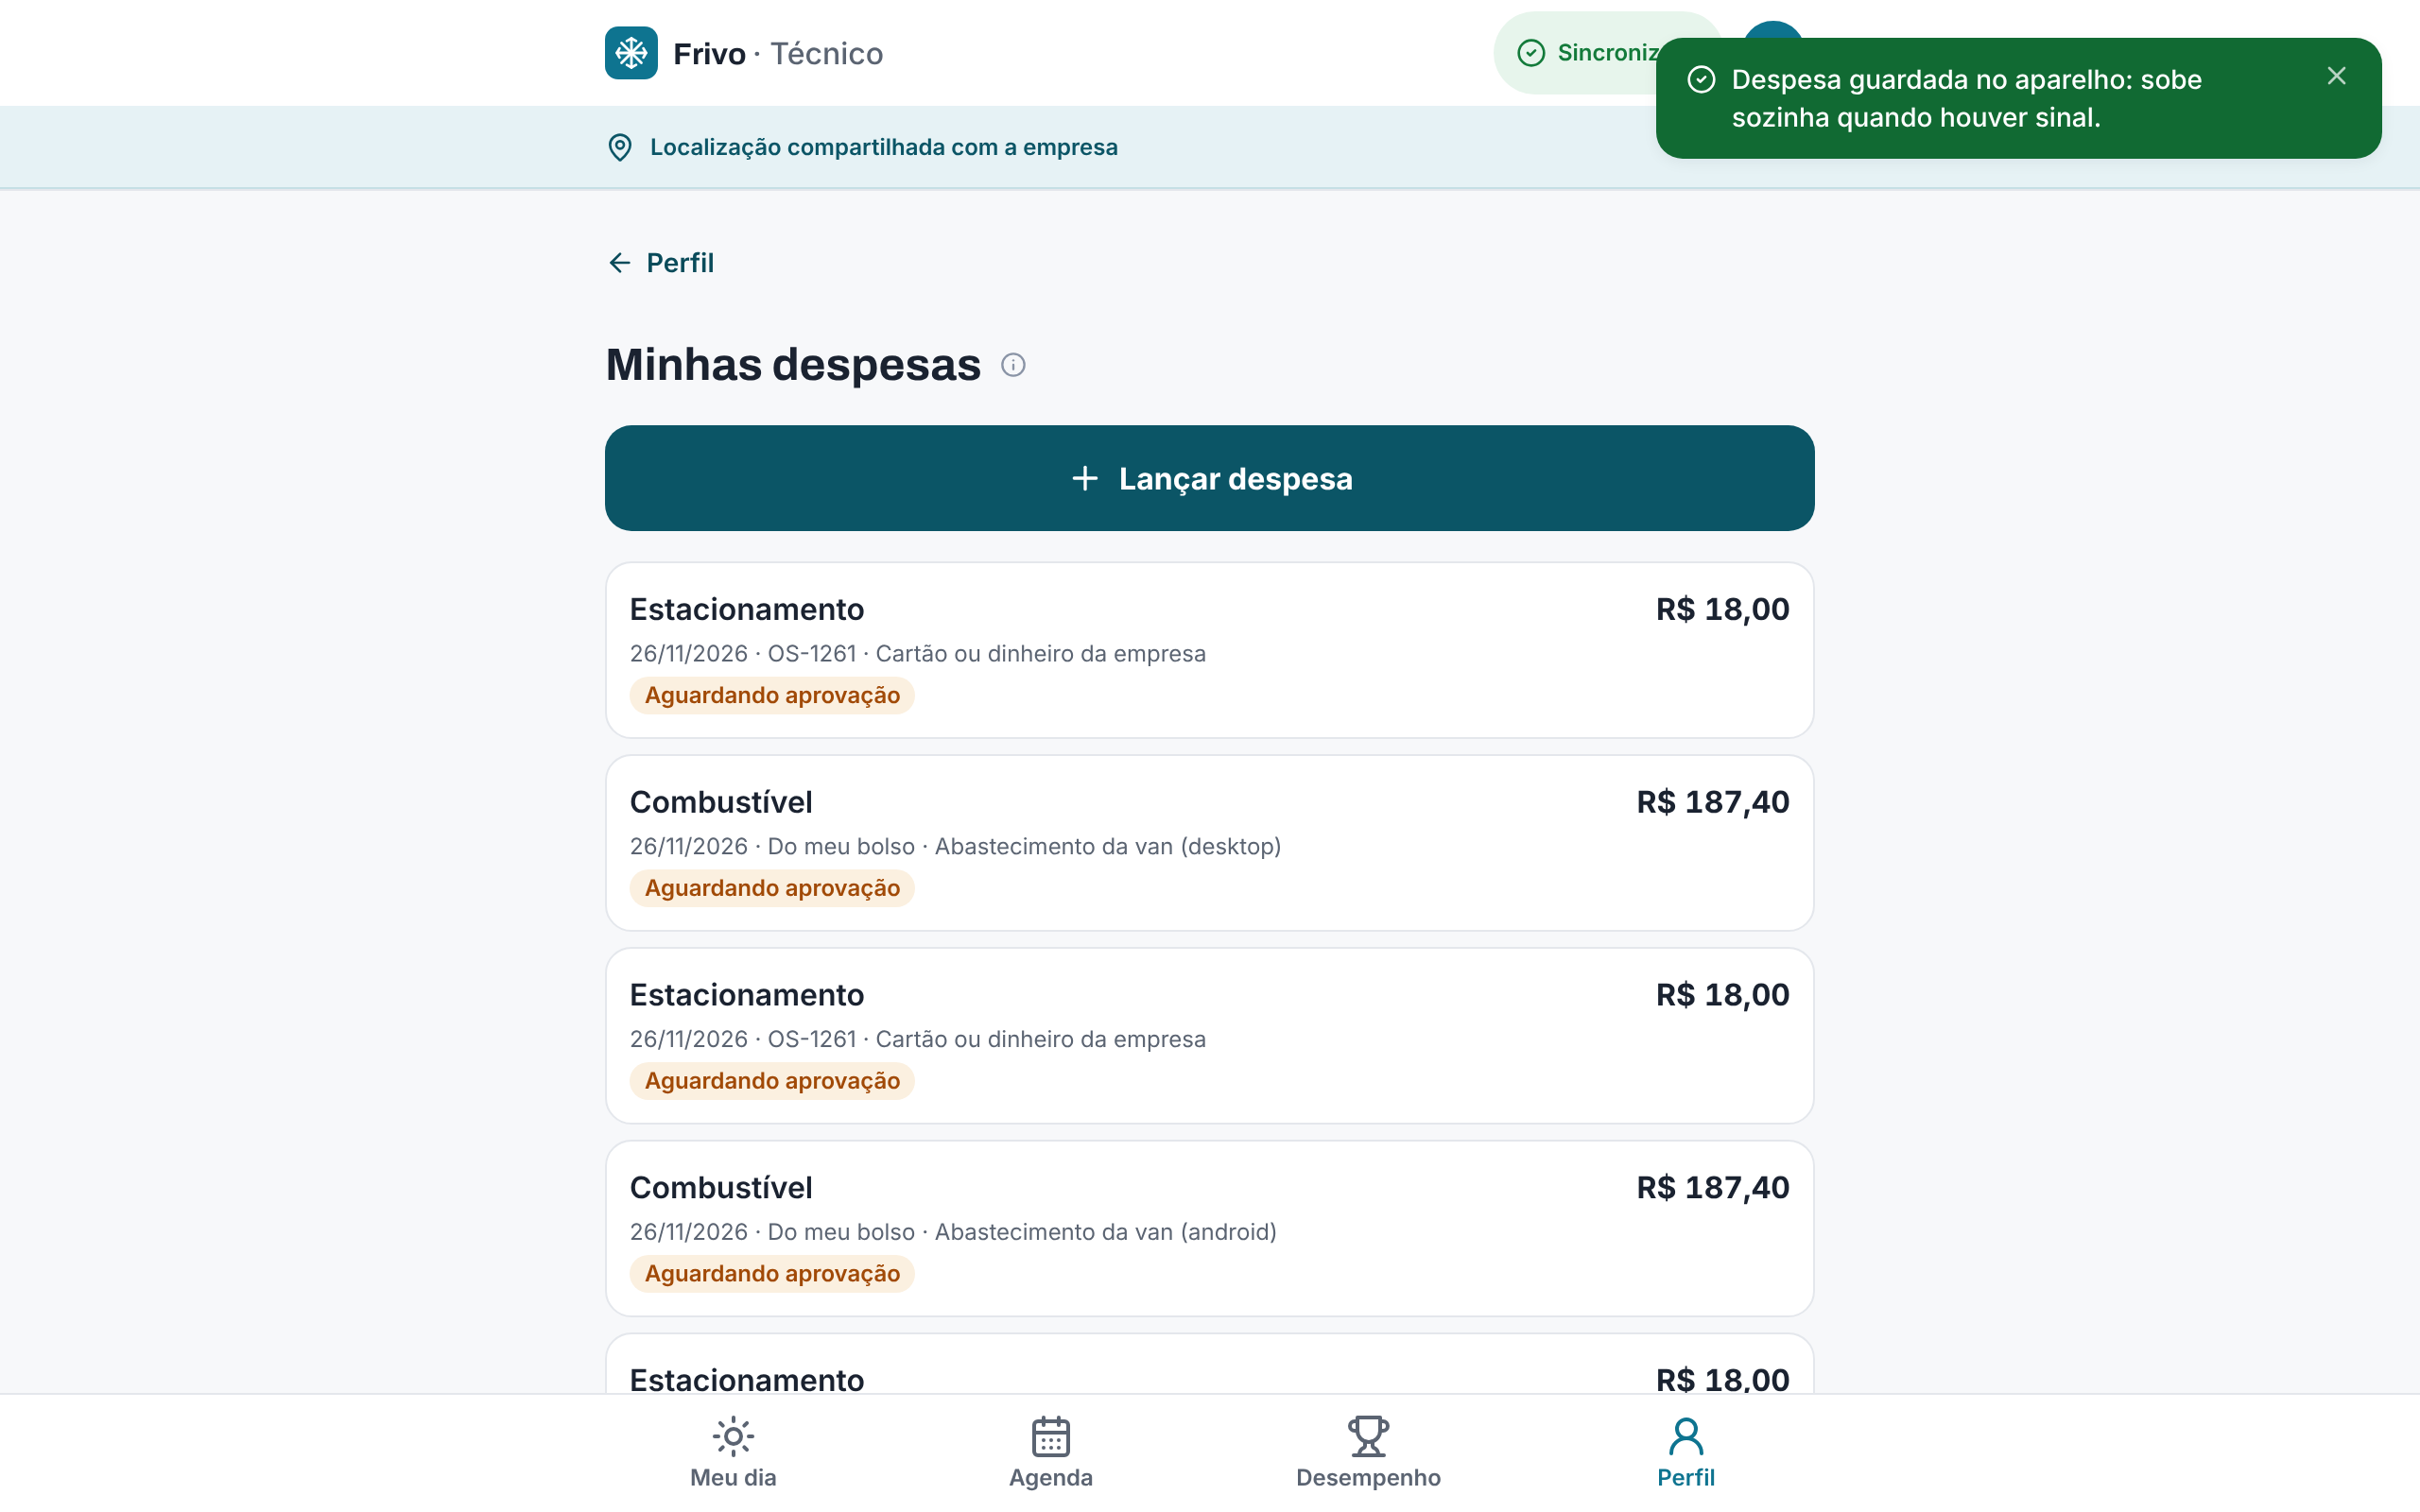 Frivo · Técnico
Despesa guardada no aparelho: sobe
sozinha quando houver sinal.
Localização compartilhada com a empresa
Perfil
Minhas despesas
Lançar despesa
Estacionamento R$ 18,00
26/11/2026 · OS-1261 · Cartão ou dinheiro da empresa
Aguardando aprovação
Combustível R$ 187,40
26/11/2026 · Do meu bolso · Abastecimento da van (desktop)
Aguardando aprovação
Estacionamento R$ 18,00
26/11/2026 · OS-1261 · Cartão ou dinheiro da empresa
Aguardando aprovação
Combustível R$ 187,40
26/11/2026 · Do meu bolso · Abastecimento da van (android)
Aguardando aprovação
Estacionamento R$ 18,00
Meu dia Agenda Desempenho Perfil